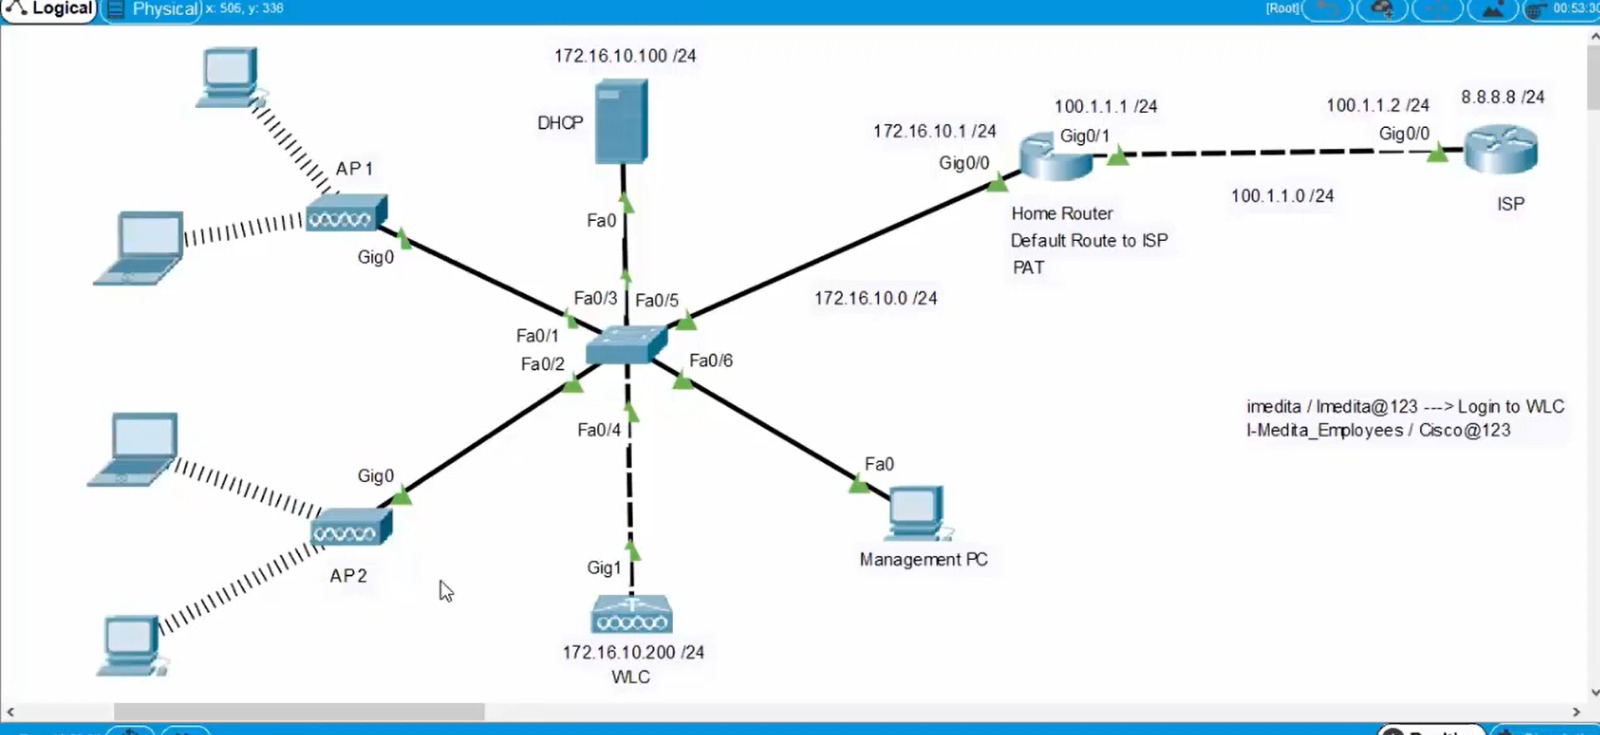 Logical
Physical
x: 506, y: 336
[Root]
00:53:30
172.16.10.100 /24
DHCP
Fa0
AP1
Gig0
Fa0/3
Fa0/5
Fa0/1
Fa0/2
Fa0/6
Fa0/4
172.16.10.1 /24
Gig0/0
100.1.1.1 /24
Gig0/1
100.1.1.2 /24
Gig0/0
8.8.8.8 /24
100.1.1.0 /24
ISP
Home Router
Default Route to ISP
PAT
172.16.10.0 /24
imedita / Imedita@123 ---> Login to WLC
I-Medita_Employees / Cisco@123
Gig0
AP2
Fa0
Management PC
Gig1
172.16.10.200 /24
WLC